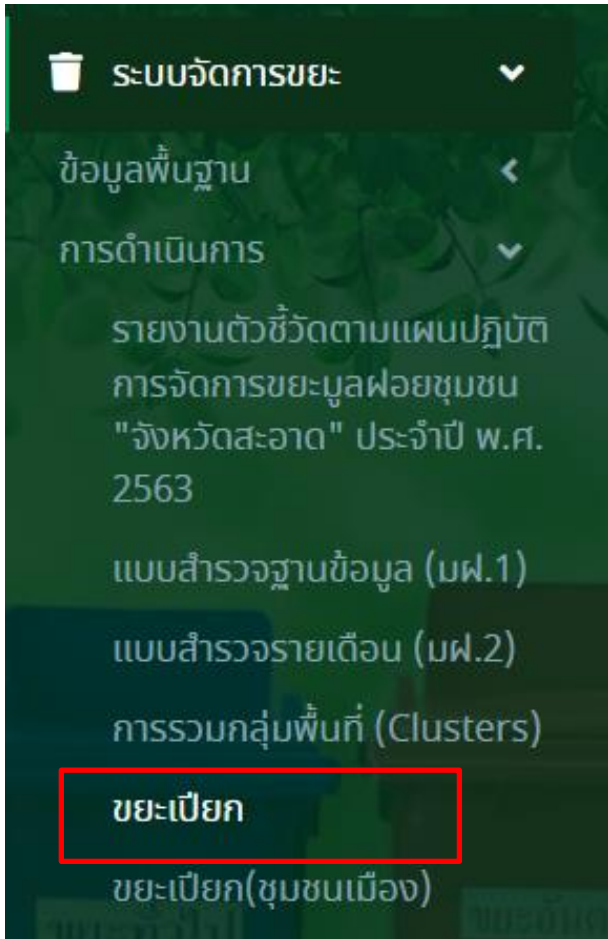 ระบบจัดการขยะ
ข้อมูลพื้นฐาน
การดำเนินการ
รายงานตัวชี้วัดตามแผนปฏิบัติ
การจัดการขยะมูลฝอยชุมชน
"จังหวัดสะอาด" ประจำปี พ.ศ.
2563
แบบสำรวจฐานข้อมูล (มฝ.1)
แบบสำรวจรายเดือน (มฝ.2)
การรวมกลุ่มพื้นที่ (Clusters)
ขยะเปียก
ขยะเปียก(ชุมชนเมือง)